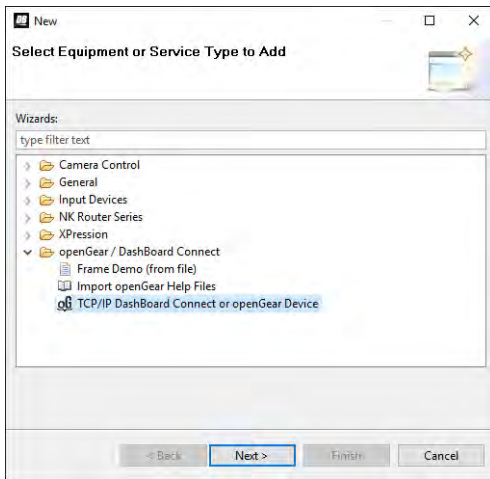 New
Select Equipment or Service Type to Add
Wizards:
type filter text
Camera Control
General
Input Devices
NK Router Series
XPression
openGear / DashBoard Connect
Frame Demo (from file)
Import openGear Help Files
TCP/IP DashBoard Connect or openGear Device
< Back Next > Finish Cancel